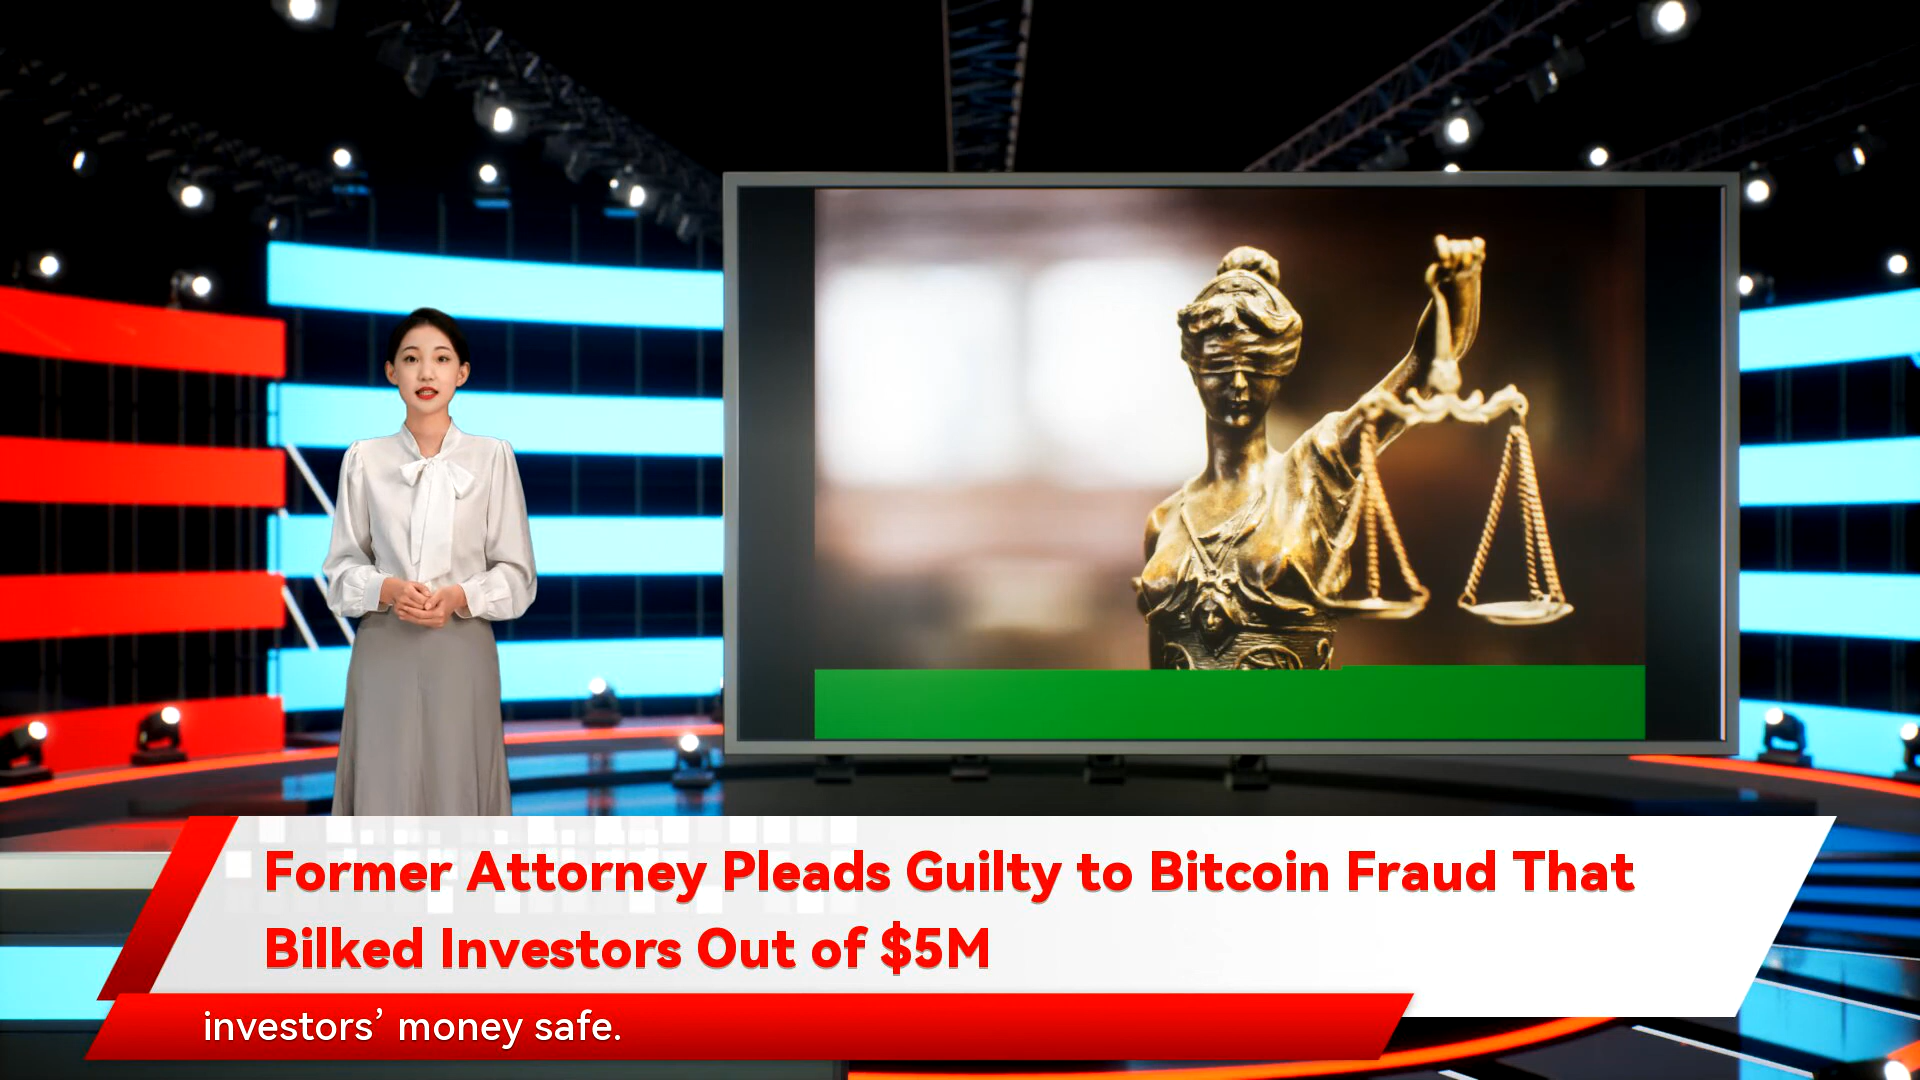 Former Attorney Pleads Guilty to Bitcoin Fraud That
Bilked Investors Out of $5M
investors’ money safe.